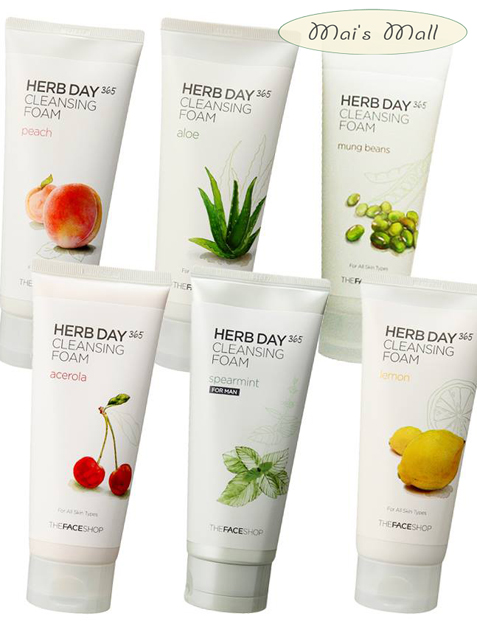 Mai's Mall
HERB DAY 365
CLEANSING
FOAM
peach
HERB DAY 365
CLEANSING
FOAM
aloe
HERB DAY 365
CLEANSING
FOAM
mung beans
For All Skin Types
THEFACE
HERB DAY 365
CLEANSING
FOAM
acerola
For All Skin Types
THEFACESHOP
HERB DAY 365
CLEANSING
FOAM
spearmint
FOR MAN
THEFACESHOP
HERB DAY 365
CLEANSING
FOAM
lemon
For All Skin Types
THEFACESHOP